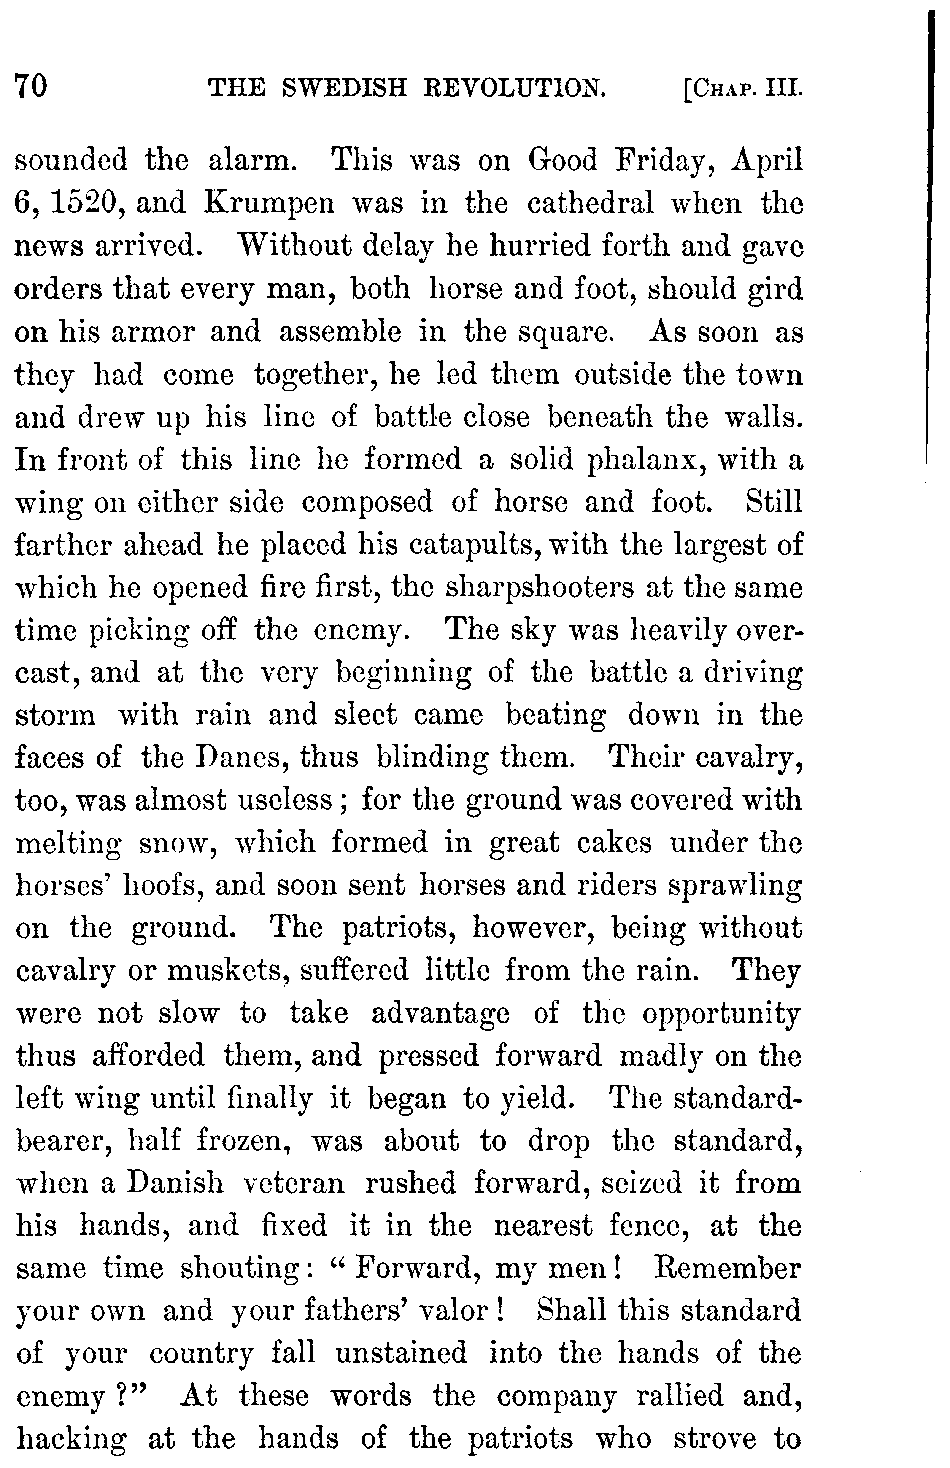 70 THE SWEDISH REVOLUTION. [CHAP. III.
sounded the alarm. This was on Good Friday, April
6, 1520, and Krumpen was in the cathedral when the
news arrived. Without delay he hurried forth and gave
orders that every man, both horse and foot, should gird
on his armor and assemble in the square. As soon as
they had come together, he led them outside the town
and drew up his line of battle close beneath the walls.
In front of this line he formed a solid phalanx, with a
wing on either side composed of horse and foot. Still
farther ahead he placed his catapults, with the largest of
which he opened fire first, the sharpshooters at the same
time picking off the enemy. The sky was heavily over-
cast, and at the very beginning of the battle a driving
storm with rain and sleet came beating down in the
faces of the Danes, thus blinding them. Their cavalry,
too, was almost useless; for the ground was covered with
melting snow, which formed in great cakes under the
horses' hoofs, and soon sent horses and riders sprawling
on the ground. The patriots, however, being without
cavalry or muskets, suffered little from the rain. They
were not slow to take advantage of the opportunity
thus afforded them, and pressed forward madly on the
left wing until finally it began to yield. The standard-
bearer, half frozen, was about to drop the standard,
when a Danish veteran rushed forward, seized it from
his hands, and fixed it in the nearest fence, at the
same time shouting: "Forward, my men! Remember
your own and your fathers' valor! Shall this standard
of your country fall unstained into the hands of the
enemy?" At these words the company rallied and,
hacking at the hands of the patriots who strove to